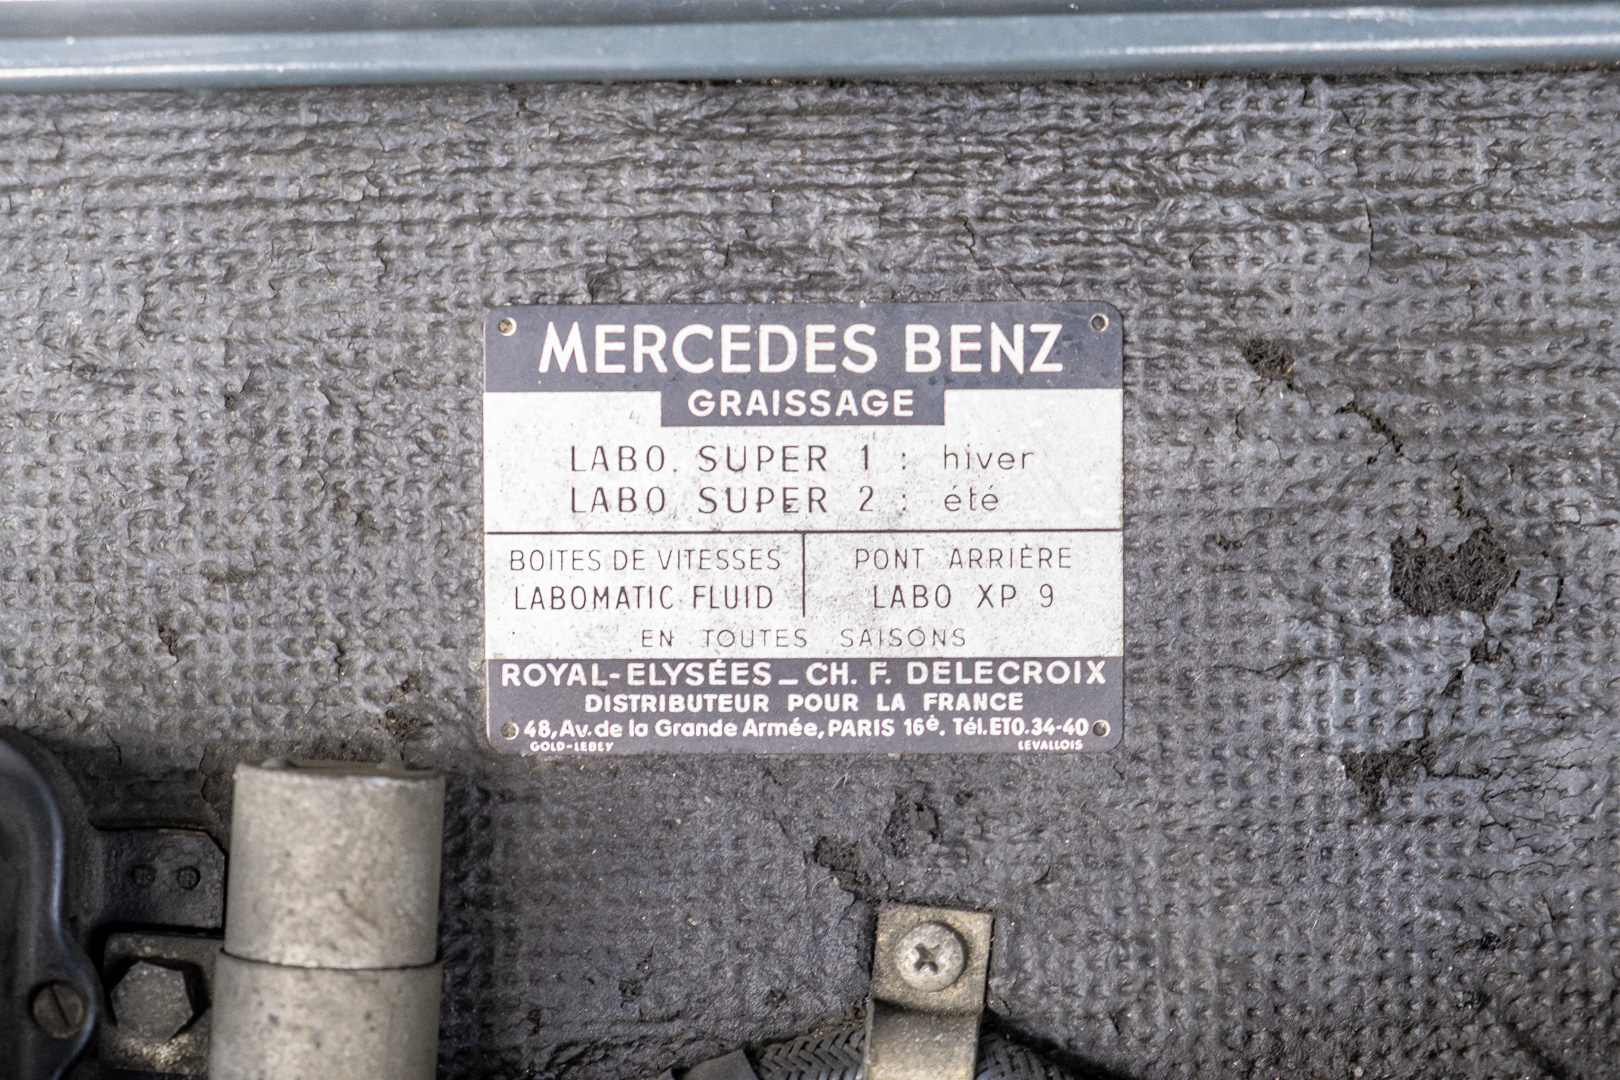 MERCEDES BENZ
GRAISSAGE
LABO. SUPER 1 : hiver
LABO SUPER 2 : été
BOITES DE VITESSES
LABOMATIC FLUID
PONT ARRIÈRE
LABO XP 9
EN TOUTES SAISONS
ROYAL-ELYSÉES_CH. F. DELECROIX
DISTRIBUTEUR POUR LA FRANCE
48, Av. de la Grande Armée, PARIS 16è. Tél. ETO. 34-40
GOLD-LEBLY LEVALLOIS